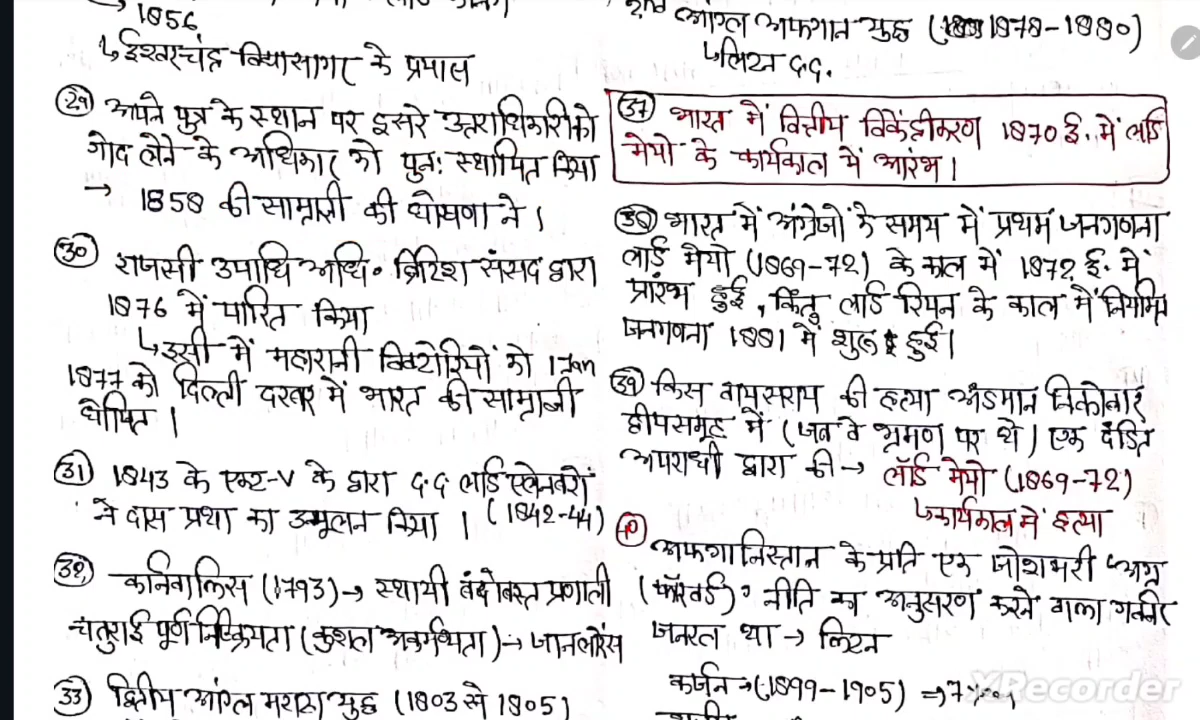 → 1856
↳ ईश्वरचंद्र विद्यासागर के प्रयास
(29) अपने पुत्र के स्थान पर दूसरे उत्तराधिकारी को
गोद लेने के अधिकार को पुनः स्थापित किया
→ 1858 की साम्राज्ञी की घोषणा ने।
(30) राजसी उपाधि अधि॰ ब्रिटिश संसद द्वारा
1876 में पारित किया
↳ इसी में महारानी विक्टोरियों को 1 Jan
1877 को दिल्ली दरबार में भारत की साम्राज्ञी
घोषित।
(31) 1843 के एक्ट-V के द्वारा द.द लॉर्ड एलेनबरो
ने दास प्रथा का उन्मूलन किया। (1842-44)
(32) कार्नवालिस (1793) → स्थायी बंदोबस्त प्रणाली
चतुराई पूर्ण निष्क्रियता (कुशल अकर्मण्यता) → जान लारेंस
(33) द्वितीय आंग्ल मराठा युद्ध (1803 से 1805)
2nd आंग्ल अफगान युद्ध (1878-1880)
↳ लिटन द.द.
(37) भारत में वित्तीय विकेंद्रीकरण 1870 ई. में लॉर्ड
मेयो के कार्यकाल में आरंभ।
(38) भारत में अंग्रेजों के समय में प्रथम जनगणना
लार्ड मेयो (1869-72) के काल में 1872 ई. में
प्रारंभ हुई, किंतु लार्ड रिपन के काल में नियमित
जनगणना 1881 में शुरू हुई।
(39) किस वायसराय की हत्या अंडमान निकोबार
द्वीपसमूह में (जब वे भ्रमण पर थे) एक दंडित
अपराधी द्वारा की → लॉर्ड मेयो (1869-72)
↳ कार्यकाल में हत्या
अफगानिस्तान के प्रति एक जोशभरी अग्र
(फॉरवर्ड) नीति का अनुसरण करने वाला गवर्नर
जनरल था → लिटन
कर्जन → (1899-1905) ⇒ 7
XRecorder